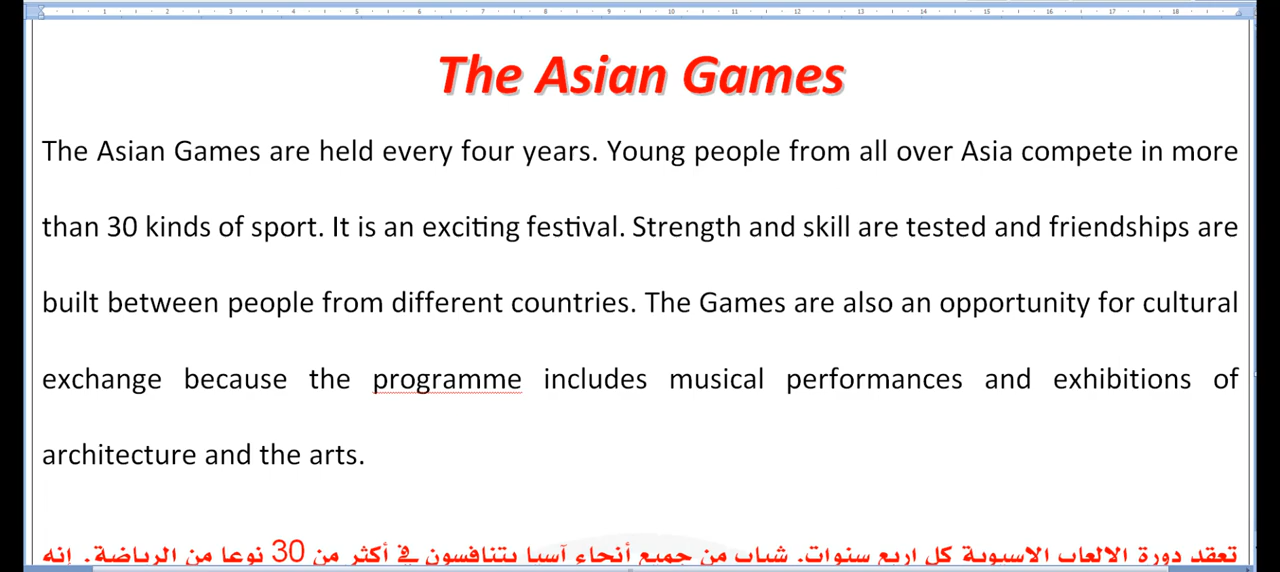 The Asian Games
The Asian Games are held every four years. Young people from all over Asia compete in more
than 30 kinds of sport. It is an exciting festival. Strength and skill are tested and friendships are
built between people from different countries. The Games are also an opportunity for cultural
exchange because the programme includes musical performances and exhibitions of
architecture and the arts.
تعقد دورة الالعاب الاسيوية كل اربع سنوات. شباب من جميع أنحاء آسيا يتنافسون في أكثر من 30 نوعا من الرياضة. إنه